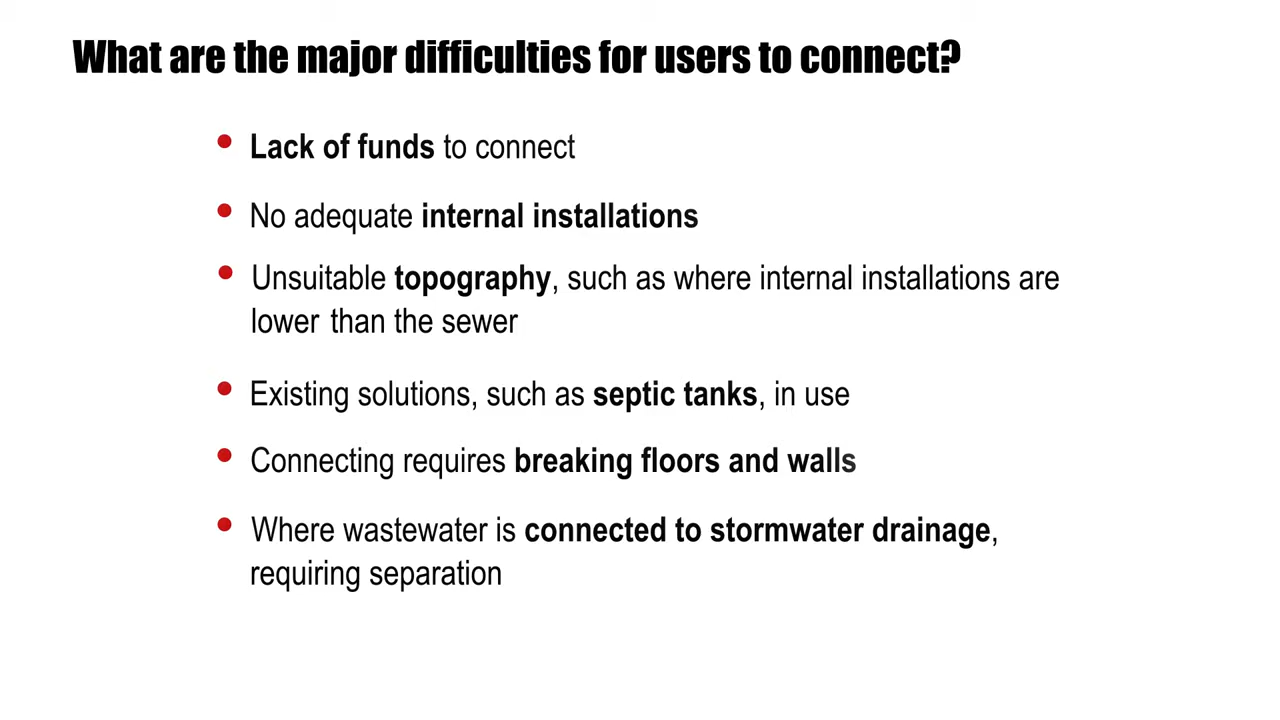 What are the major difficulties for users to connect?
• Lack of funds to connect
• No adequate internal installations
• Unsuitable topography, such as where internal installations are
lower than the sewer
• Existing solutions, such as septic tanks, in use
• Connecting requires breaking floors and walls
• Where wastewater is connected to stormwater drainage,
requiring separation